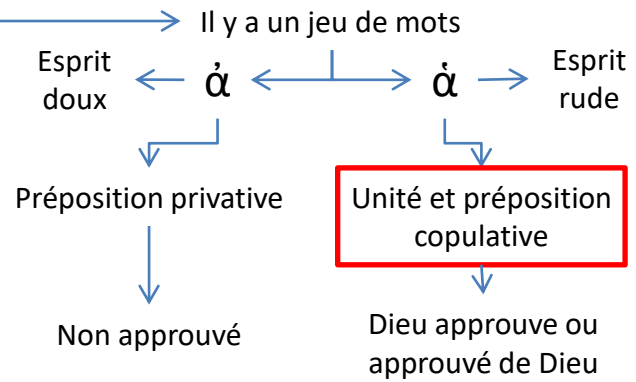 Il y a un jeu de mots
Esprit
doux
ἀ
ἁ
Esprit
rude
Préposition privative
Unité et préposition
copulative
Non approuvé
Dieu approuve ou
approuvé de Dieu